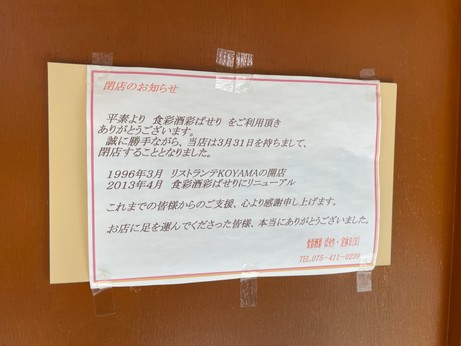 閉店のお知らせ
平素より 食彩酒彩ぱせり をご利用頂き
ありがとうございます。
誠に勝手ながら、当店は3月31日を持ちまして、
閉店することとなりました。
1996年3月 リストランテKOYAMAの開店
2013年4月 食彩酒彩ぱせりにリニューアル
これまでの皆様からのご支援、心より感謝申し上げます。
お店に足を運んでくださった皆様、本当にありがとうございました。
TEL.075-411-0239